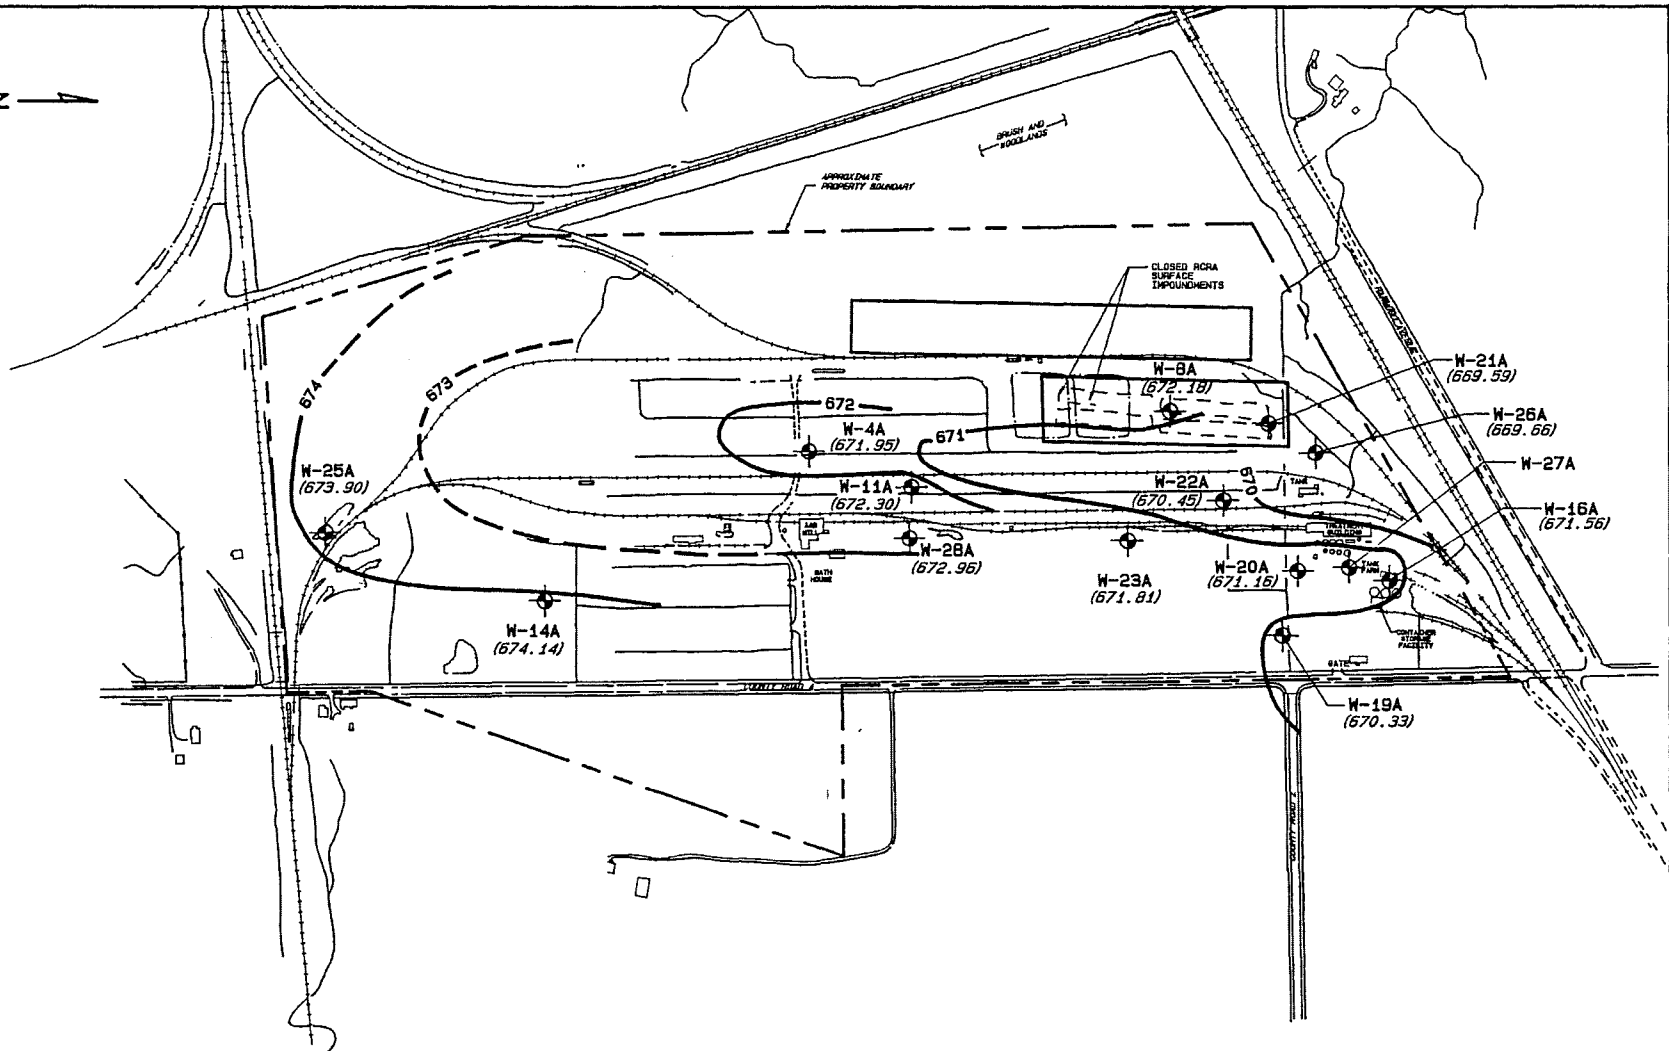 Z
BRUSH AND
WOODLANDS
APPROXIMATE
PROPERTY BOUNDARY
CLOSED RCRA
SURFACE
IMPOUNDMENTS
674
673
672
671
670
W-8A
(672.18)
W-21A
(669.59)
W-26A
(669.66)
W-27A
W-16A
(671.56)
W-4A
(671.95)
W-25A
(673.90)
W-11A
(672.30)
W-22A
(670.45)
TANK
TREATMENT
BUILDING
TANK
FARM
W-28A
(672.96)
W-23A
(671.81)
W-20A
(671.16)
BATH
HOUSE
W-14A
(674.14)
CONTAINER
STORAGE
FACILITY
GATE
W-19A
(670.33)
COUNTY ROAD
COUNTY ROAD